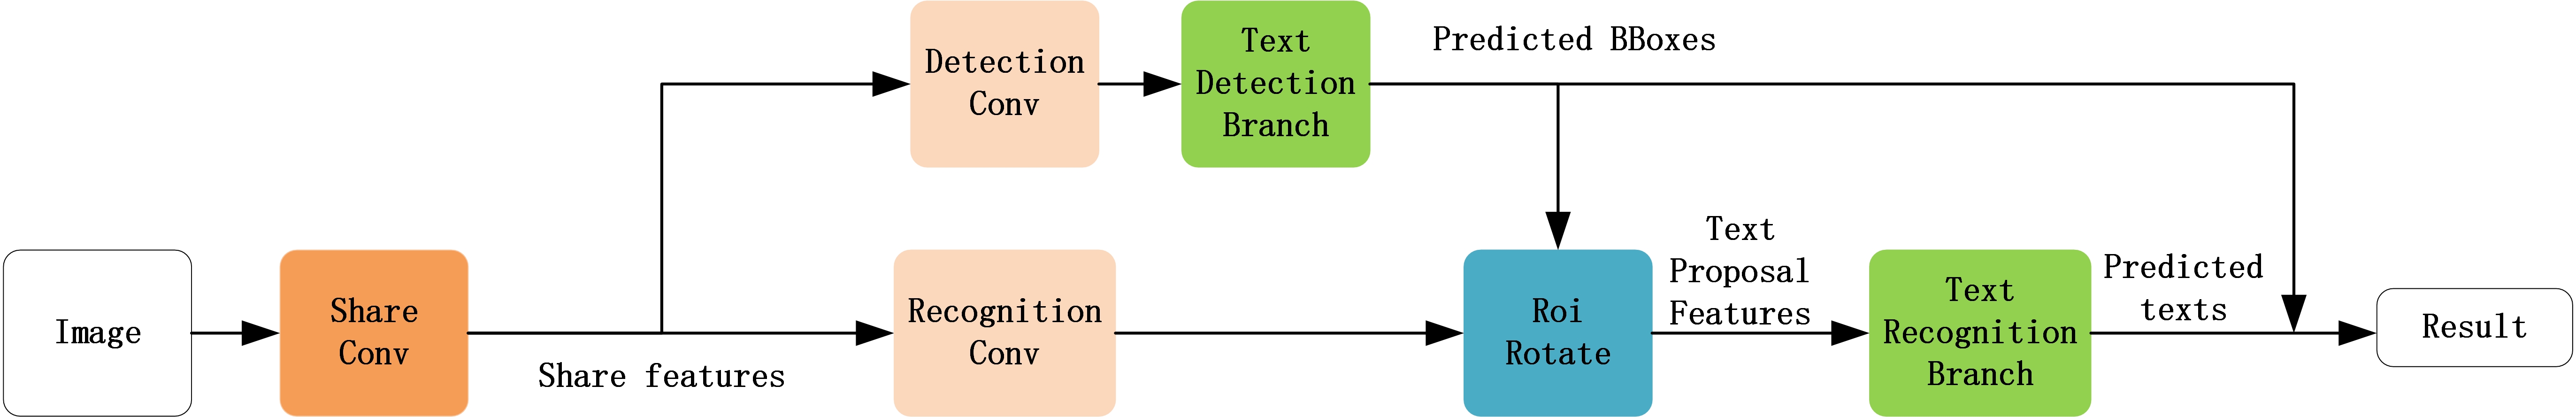 Image
Share
Conv
Share features
Detection
Conv
Text
Detection
Branch
Predicted BBoxes
Recognition
Conv
Roi
Rotate
Text
Proposal
Features
Text
Recognition
Branch
Predicted
texts
Result